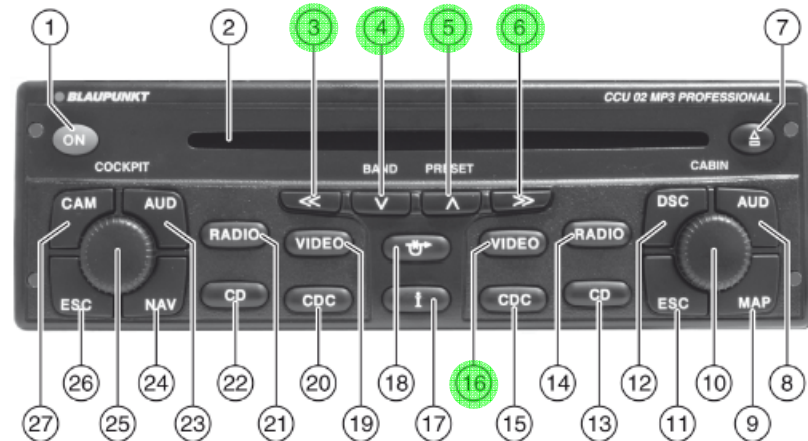 1 2 3 4 5 6 7
BLAUPUNKT CCU 02 MP3 PROFESSIONAL
ON
COCKPIT BAND PRESET CABIN
CAM AUD DSC AUD
RADIO VIDEO VIDEO RADIO
ESC NAV CD CDC CDC CD ESC MAP
26 24 22 20 18 16 14 12 10 8
27 25 23 21 19 17 15 13 11 9